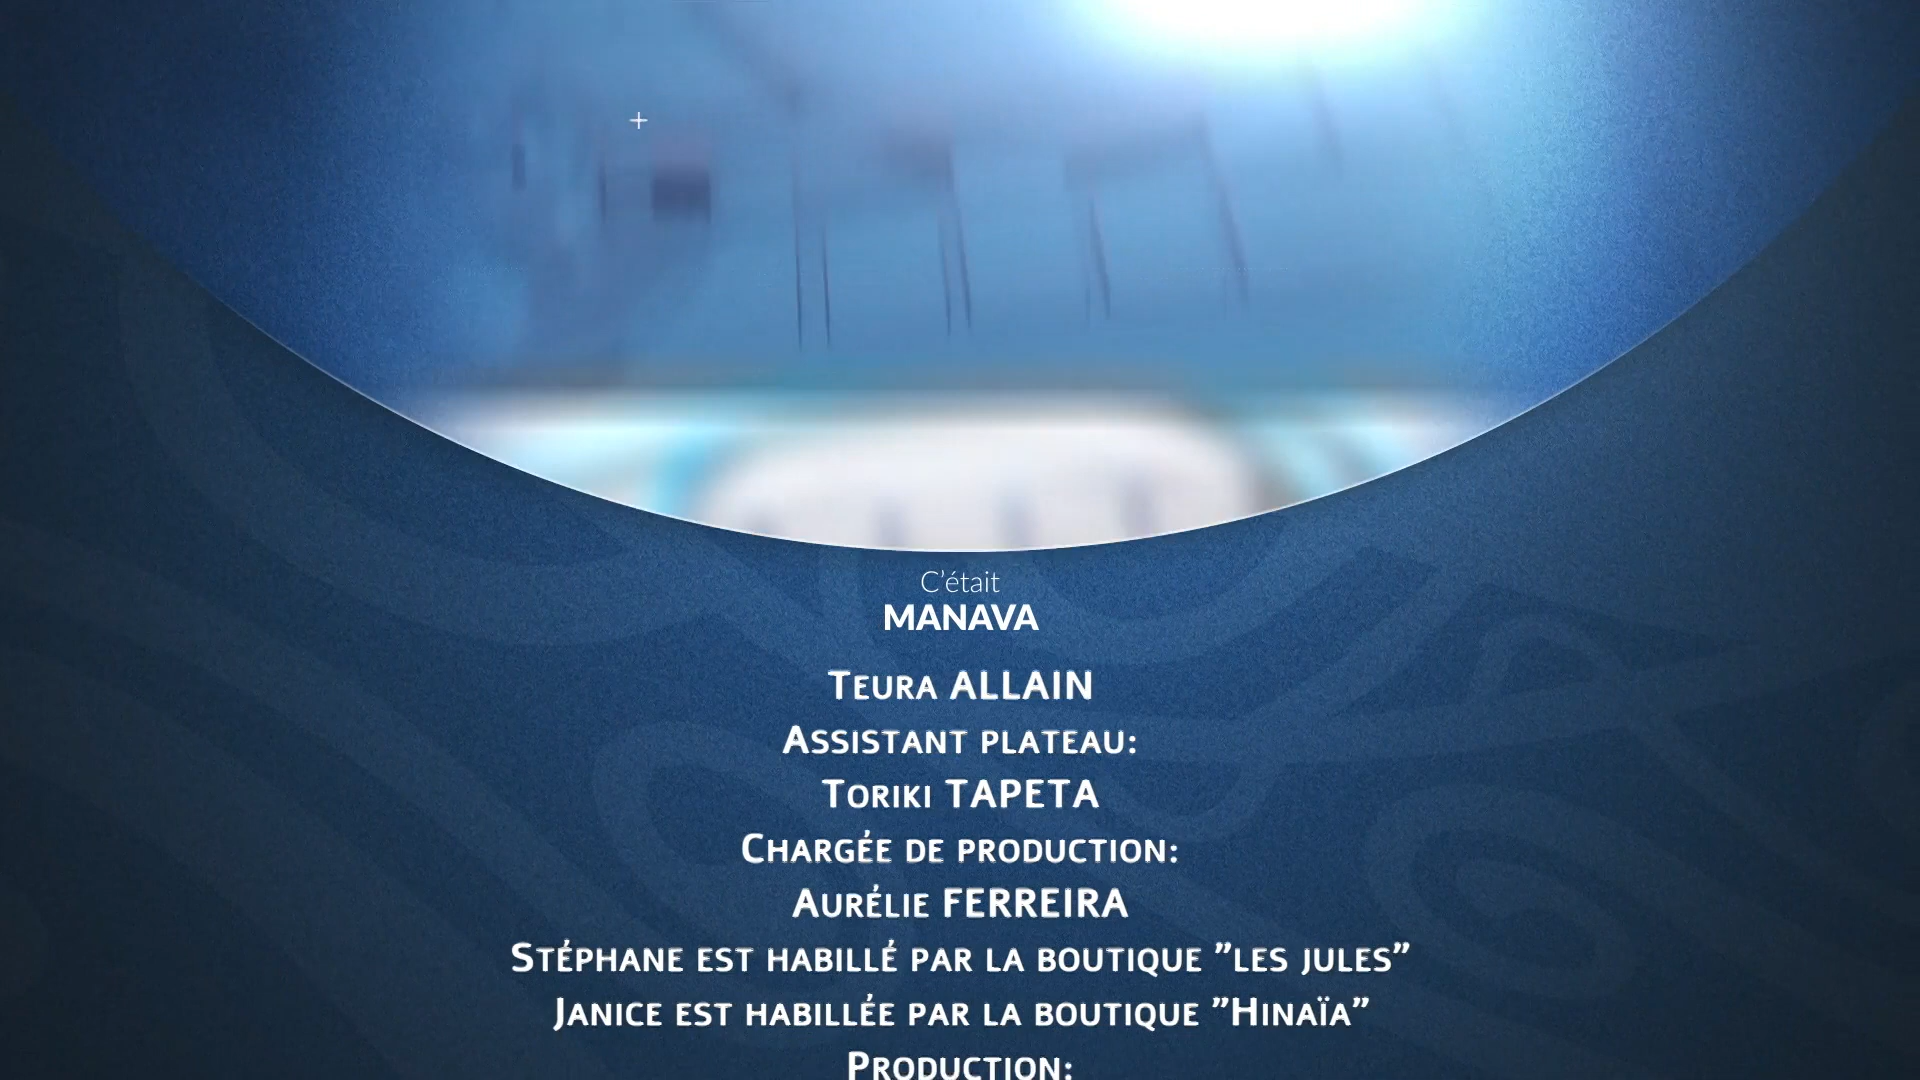 C’était
MANAVA
Teura ALLAIN
Assistant plateau:
Toriki TAPETA
Chargée de production:
Aurélie FERREIRA
Stéphane est habillé par la boutique ”les jules”
Janice est habillée par la boutique ”Hinaïa”
Production: